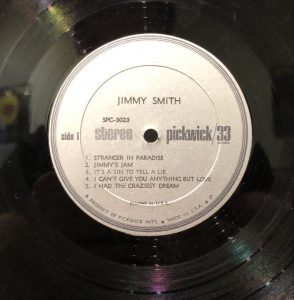 JIMMY SMITH
SPC-3023
side 1 stereo pickwick/33
1. STRANGER IN PARADISE
2. JIMMY'S JAM
3. IT'S A SIN TO TELL A LIE
4. I CAN'T GIVE YOU ANYTHING BUT LOVE
5. I HAD THE CRAZIEST DREAM
A PRODUCT OF PICKWICK INT'L. • MADE IN U.S.A.